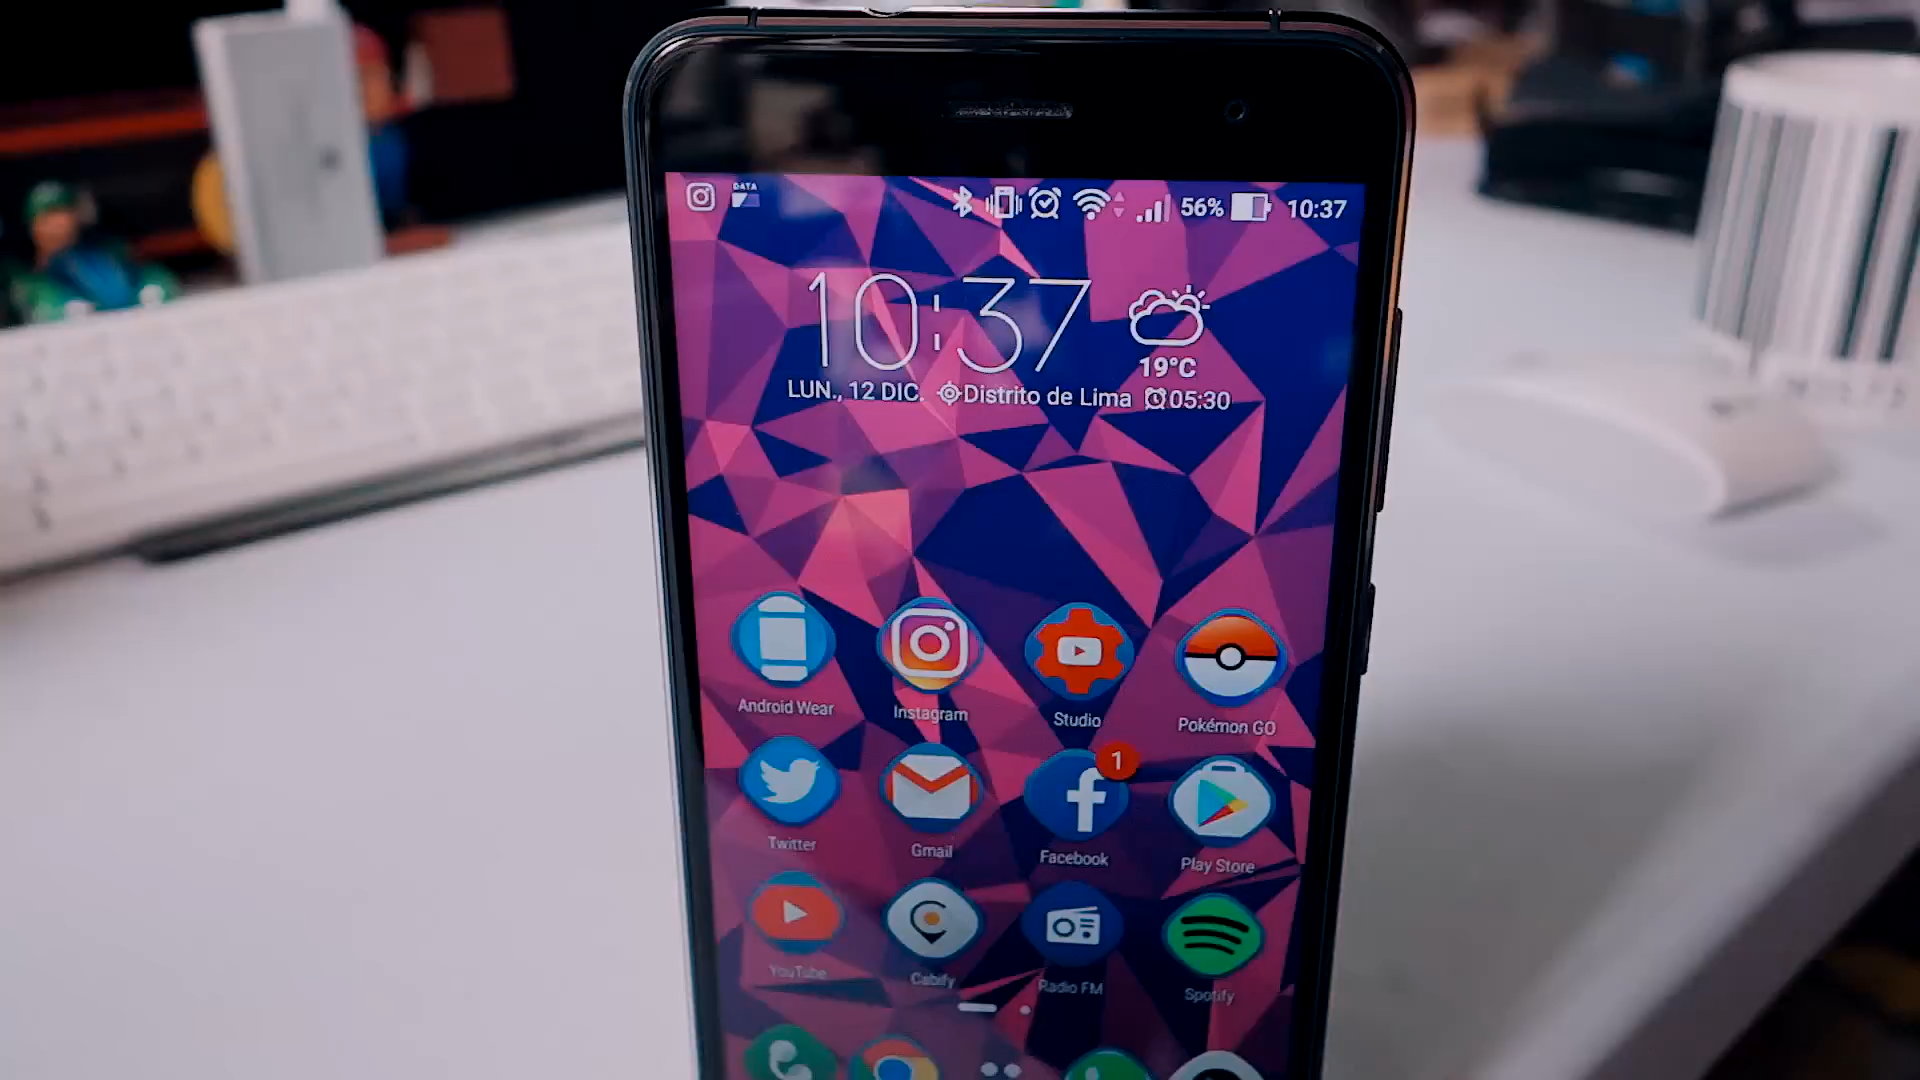 DATA
56% 10:37
10:37
19°C
LUN., 12 DIC. Distrito de Lima 05:30
Android Wear Instagram Studio Pokémon GO
1
Twitter Gmail Facebook Play Store
YouTube Cabify Radio FM Spotify